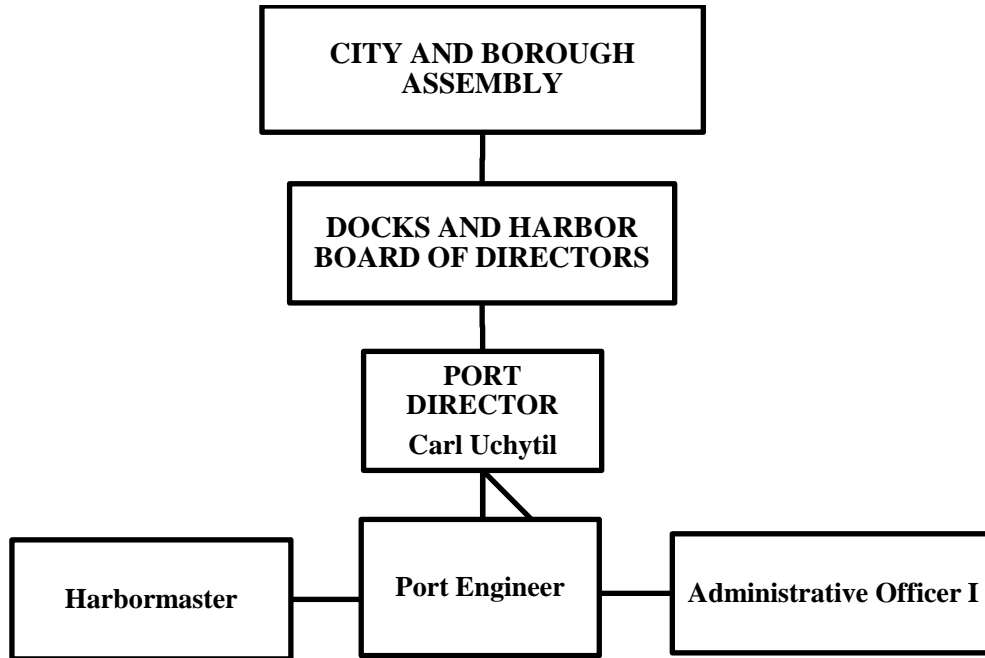 CITY AND BOROUGH
ASSEMBLY
DOCKS AND HARBOR
BOARD OF DIRECTORS
PORT
DIRECTOR
Carl Uchytil
Harbormaster
Port Engineer
Administrative Officer I